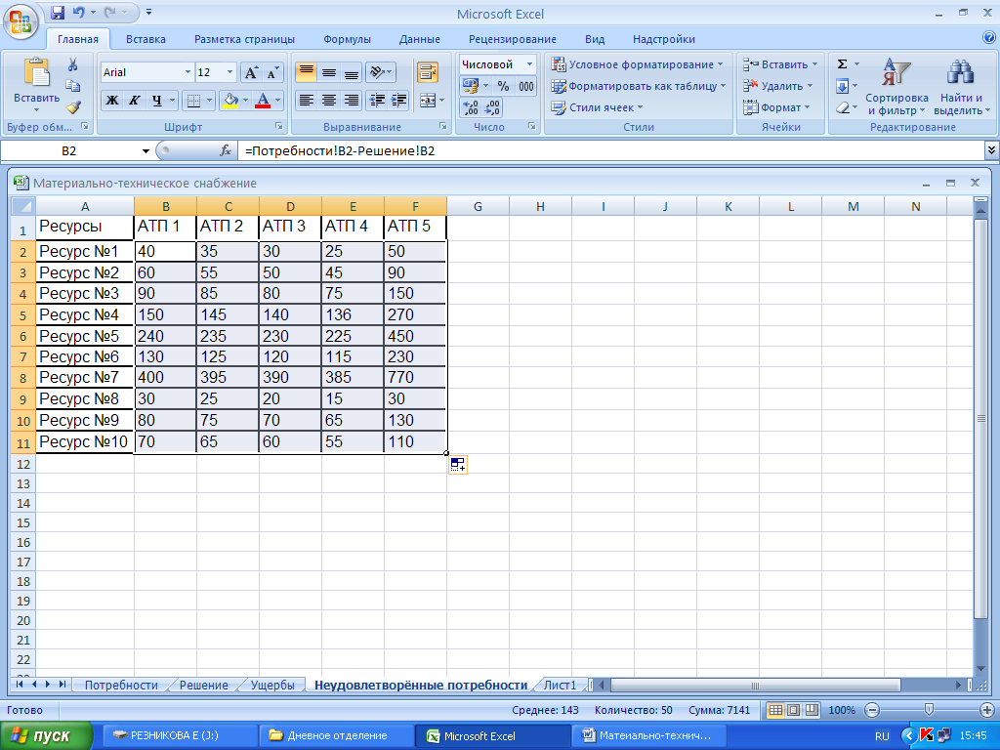 Microsoft Excel
Главная Вставка Разметка страницы Формулы Данные Рецензирование Вид Надстройки
Вставить
Буфер обм...
Arial 12
Ж К Ч
Шрифт
Выравнивание
Числовой
% 000
Число
Условное форматирование
Форматировать как таблицу
Стили ячеек
Стили
Вставить
Удалить
Формат
Ячейки
Σ
Сортировка и фильтр
Найти и выделить
Редактирование
B2 fx =Потребности!B2-Решение!B2
Материально-техническое снабжение
A B C D E F G H I J K L M N
1 Ресурсы АТП 1 АТП 2 АТП 3 АТП 4 АТП 5
2 Ресурс №1 40 35 30 25 50
3 Ресурс №2 60 55 50 45 90
4 Ресурс №3 90 85 80 75 150
5 Ресурс №4 150 145 140 136 270
6 Ресурс №5 240 235 230 225 450
7 Ресурс №6 130 125 120 115 230
8 Ресурс №7 400 395 390 385 770
9 Ресурс №8 30 25 20 15 30
10 Ресурс №9 80 75 70 65 130
11 Ресурс №10 70 65 60 55 110
12
13
14
15
16
17
18
19
20
21
22
Потребности Решение Ущербы Неудовлетворённые потребности Лист1
Готово Среднее: 143 Количество: 50 Сумма: 7141 100%
пуск РЕЗНИКОВА Е (J:) Дневное отделение Microsoft Excel Матеиально-технич... RU 15:45